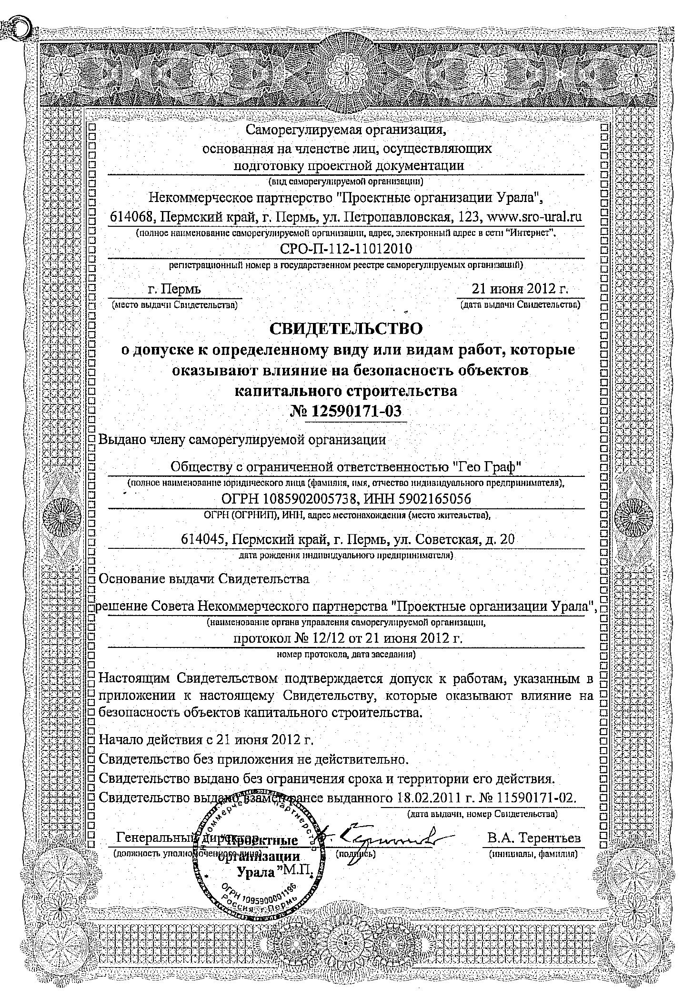 Саморегулируемая организация,
основанная на членстве лиц, осуществляющих
подготовку проектной документации
(вид саморегулируемой организации)
Некоммерческое партнерство "Проектные организации Урала",
614068, Пермский край, г. Пермь, ул. Петропавловская, 123, www.sro-ural.ru
(полное наименование саморегулируемой организации, адрес, электронный адрес в сети “Интернет”,
СРО-П-112-11012010
регистрационный номер в государственном реестре саморегулируемых организаций)
г. Пермь 21 июня 2012 г.
(место выдачи Свидетельства) (дата выдачи Свидетельства)
СВИДЕТЕЛЬСТВО
о допуске к определенному виду или видам работ, которые
оказывают влияние на безопасность объектов
капитального строительства
№ 12590171-03
Выдано члену саморегулируемой организации
Обществу с ограниченной ответственностью "Гео Граф"
(полное наименование юридического лица (фамилия, имя, отчество индивидуального предпринимателя),
ОГРН 1085902005738, ИНН 5902165056
ОГРН (ОГРНИП), ИНН, адрес местонахождения (место жительства),
614045, Пермский край, г. Пермь, ул. Советская, д. 20
дата рождения индивидуального предпринимателя)
Основание выдачи Свидетельства
решение Совета Некоммерческого партнерства "Проектные организации Урала",
(наименование органа управления саморегулируемой организации,
протокол № 12/12 от 21 июня 2012 г.
номер протокола, дата заседания)
Настоящим Свидетельством подтверждается допуск к работам, указанным в
приложении к настоящему Свидетельству, которые оказывают влияние на
безопасность объектов капитального строительства.
Начало действия с 21 июня 2012 г.
Свидетельство без приложения не действительно.
Свидетельство выдано без ограничения срока и территории его действия.
Свидетельство выдано взамен ранее выданного 18.02.2011 г. № 11590171-02.
(дата выдачи, номер Свидетельства)
Генеральный директор В.А. Терентьев
(должность уполномоченного лица) (подпись) (инициалы, фамилия)
М.П.
Некоммерческое партнерство
"Проектные
организации
Урала"
ОГРН 1095900001196
Россия, г.Пермь